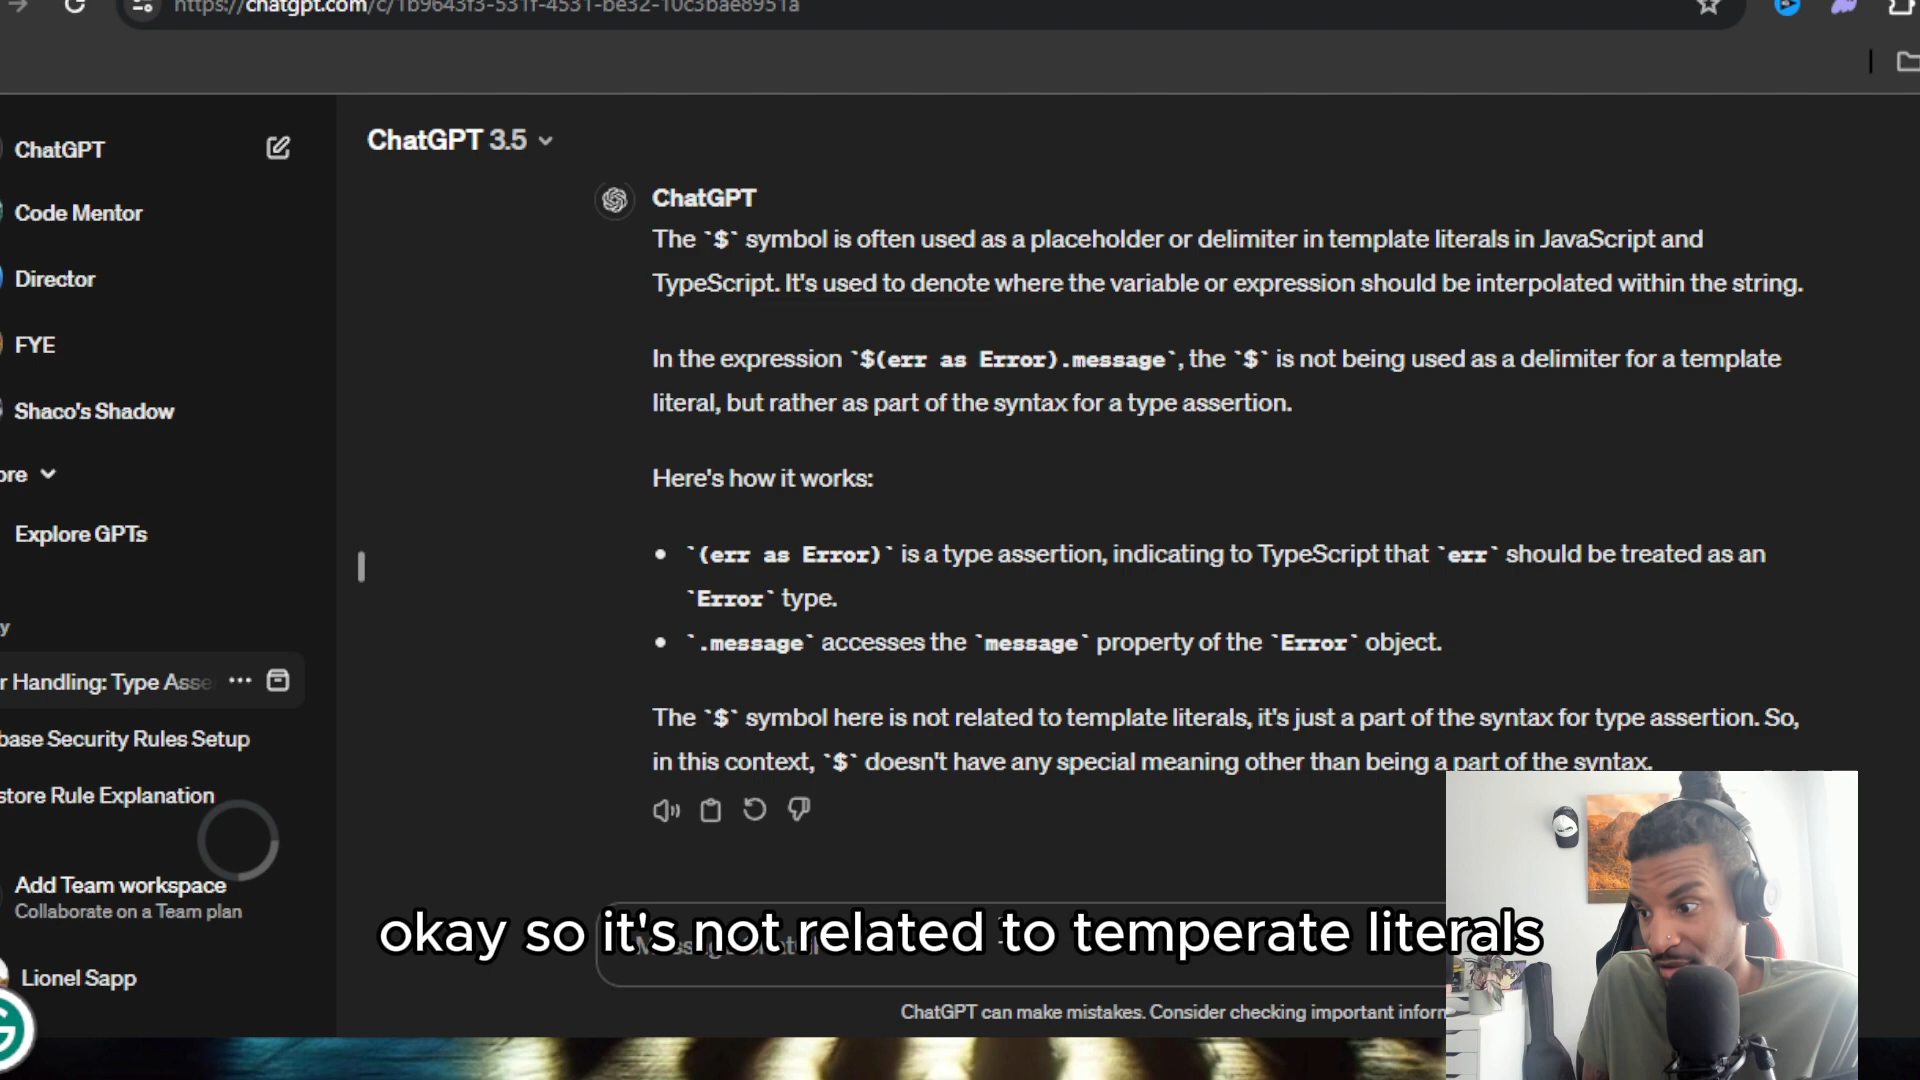 https://chatgpt.com/c/1b9643f3-531f-4531-be32-10c3bae8951a
ChatGPT
Code Mentor
Director
FYE
Shaco's Shadow
ore
Explore GPTs
y
r Handling: Type Asse
base Security Rules Setup
store Rule Explanation
Add Team workspace
Collaborate on a Team plan
Lionel Sapp
ChatGPT 3.5
ChatGPT
The `$` symbol is often used as a placeholder or delimiter in template literals in JavaScript and
TypeScript. It's used to denote where the variable or expression should be interpolated within the string.
In the expression `$(err as Error).message`, the `$` is not being used as a delimiter for a template
literal, but rather as part of the syntax for a type assertion.
Here's how it works:
• `(err as Error)` is a type assertion, indicating to TypeScript that `err` should be treated as an
`Error` type.
• `.message` accesses the `message` property of the `Error` object.
The `$` symbol here is not related to template literals, it's just a part of the syntax for type assertion. So,
in this context, `$` doesn't have any special meaning other than being a part of the syntax.
okay so it's not related to temperate literals
ChatGPT can make mistakes. Consider checking important inform